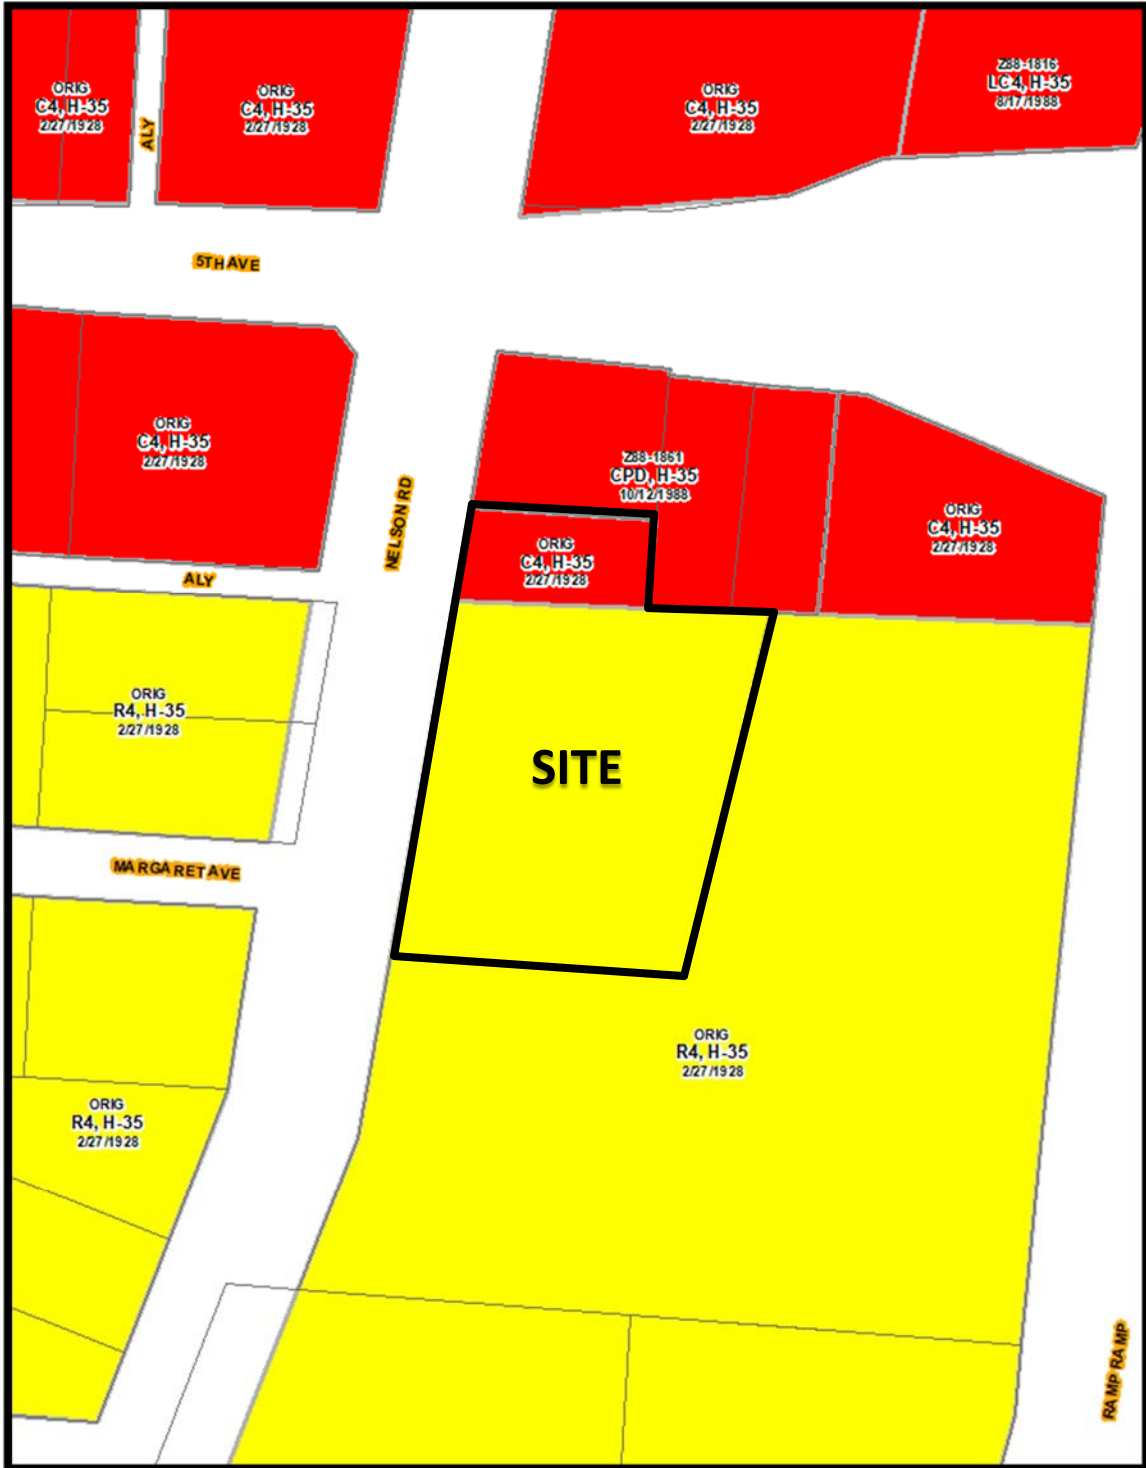 ORIG
C4, H-35
2/27/1928
ALY
ORIG
C4, H-35
2/27/1928
ORIG
C4, H-35
2/27/1928
Z88-1816
LC4, H-35
8/17/1988
5TH AVE
ORIG
C4, H-35
2/27/1928
NELSON RD
Z88-1861
CPD, H-35
10/12/1988
ORIG
C4, H-35
2/27/1928
ORIG
C4, H-35
2/27/1928
ALY
ORIG
R4, H-35
2/27/1928
SITE
MARGARET AVE
ORIG
R4, H-35
2/27/1928
ORIG
R4, H-35
2/27/1928
RAMP RAMP